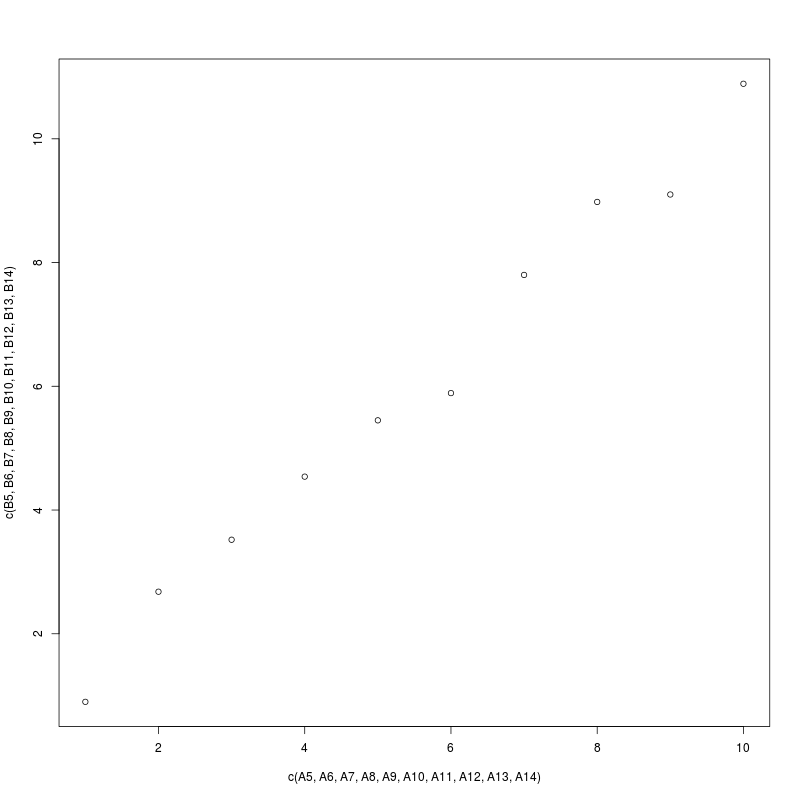 10
8
6
4
2
c(B5, B6, B7, B8, B9, B10, B11, B12, B13, B14)
2 4 6 8 10
c(A5, A6, A7, A8, A9, A10, A11, A12, A13, A14)